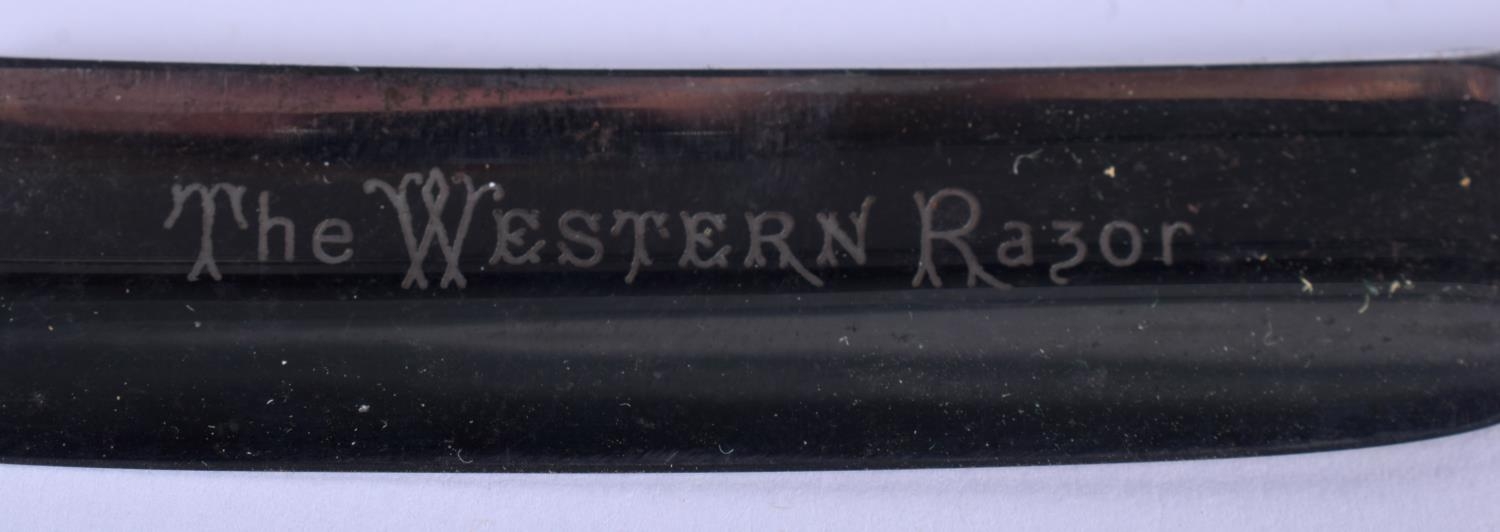 The WESTERN Razor